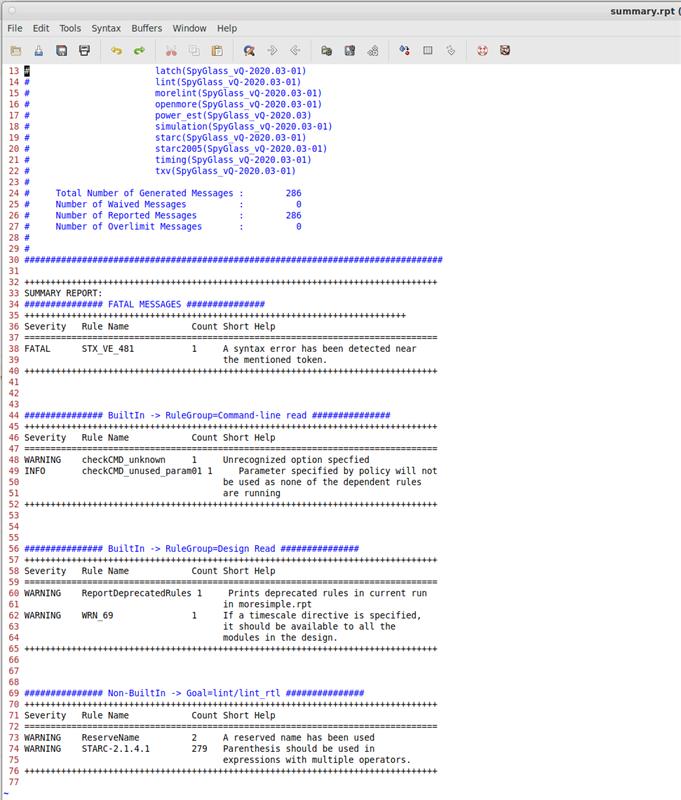 summary.rpt (
File Edit Tools Syntax Buffers Window Help
13 # latch(SpyGlass_vQ-2020.03-01)
14 # lint(SpyGlass_vQ-2020.03-01)
15 # morelint(SpyGlass_vQ-2020.03-01)
16 # openmore(SpyGlass_vQ-2020.03-01)
17 # power_est(SpyGlass_vQ-2020.03)
18 # simulation(SpyGlass_vQ-2020.03-01)
19 # starc(SpyGlass_vQ-2020.03-01)
20 # starc2005(SpyGlass_vQ-2020.03-01)
21 # timing(SpyGlass_vQ-2020.03-01)
22 # txv(SpyGlass_vQ-2020.03-01)
23 #
24 # Total Number of Generated Messages : 286
25 # Number of Waived Messages : 0
26 # Number of Reported Messages : 286
27 # Number of Overlimit Messages : 0
28 #
29 #
30 ################################################################################
31
32 +++++++++++++++++++++++++++++++++++++++++++++++++++++++++++++++++++++++++++++++
33 SUMMARY REPORT:
34 ############### FATAL MESSAGES ###############
35 +++++++++++++++++++++++++++++++++++++++++++++++++++++++++++++++++++++++++
36 Severity Rule Name Count Short Help
37 ===============================================================================
38 FATAL STX_VE_481 1 A syntax error has been detected near
39 the mentioned token.
40 +++++++++++++++++++++++++++++++++++++++++++++++++++++++++++++++++++++++++++++++
41
42
43
44 ############### BuiltIn -> RuleGroup=Command-line read ###############
45 +++++++++++++++++++++++++++++++++++++++++++++++++++++++++++++++++++++++++++++++
46 Severity Rule Name Count Short Help
47 ===============================================================================
48 WARNING checkCMD_unknown 1 Unrecognized option specfied
49 INFO checkCMD_unused_param01 1 Parameter specified by policy will not
50 be used as none of the dependent rules
51 are running
52 +++++++++++++++++++++++++++++++++++++++++++++++++++++++++++++++++++++++++++++++
53
54
55
56 ############### BuiltIn -> RuleGroup=Design Read ###############
57 +++++++++++++++++++++++++++++++++++++++++++++++++++++++++++++++++++++++++++++++
58 Severity Rule Name Count Short Help
59 ===============================================================================
60 WARNING ReportDeprecatedRules 1 Prints deprecated rules in current run
61 in moresimple.rpt
62 WARNING WRN_69 1 If a timescale directive is specified,
63 it should be available to all the
64 modules in the design.
65 +++++++++++++++++++++++++++++++++++++++++++++++++++++++++++++++++++++++++++++++
66
67
68
69 ############### Non-BuiltIn -> Goal=lint/lint_rtl ###############
70 +++++++++++++++++++++++++++++++++++++++++++++++++++++++++++++++++++++++++++++++
71 Severity Rule Name Count Short Help
72 ===============================================================================
73 WARNING ReserveName 2 A reserved name has been used
74 WARNING STARC-2.1.4.1 279 Parenthesis should be used in
75 expressions with multiple operators.
76 +++++++++++++++++++++++++++++++++++++++++++++++++++++++++++++++++++++++++++++++
77
~